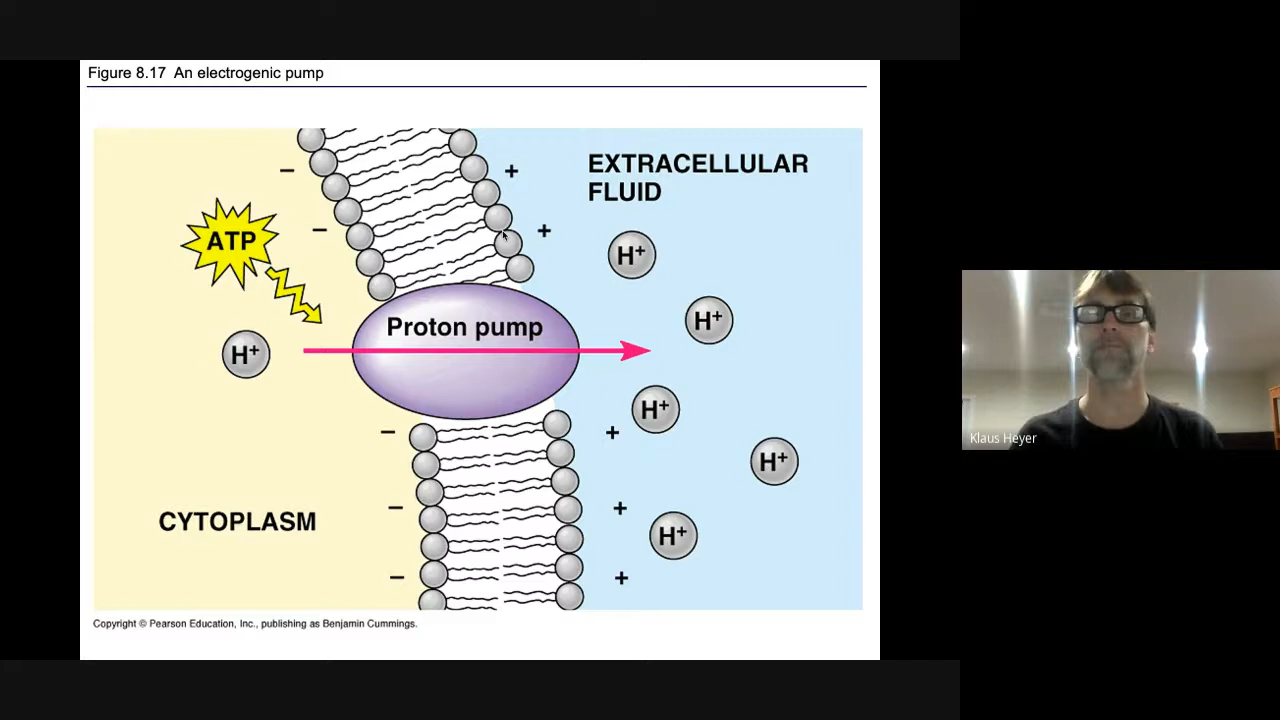 Figure 8.17 An electrogenic pump
EXTRACELLULAR
FLUID
–
+
–
+
ATP
H+
H+
Proton pump
H+
H+
–
+
H+
CYTOPLASM
–
+
H+
–
+
Copyright © Pearson Education, Inc., publishing as Benjamin Cummings.
Klaus Heyer